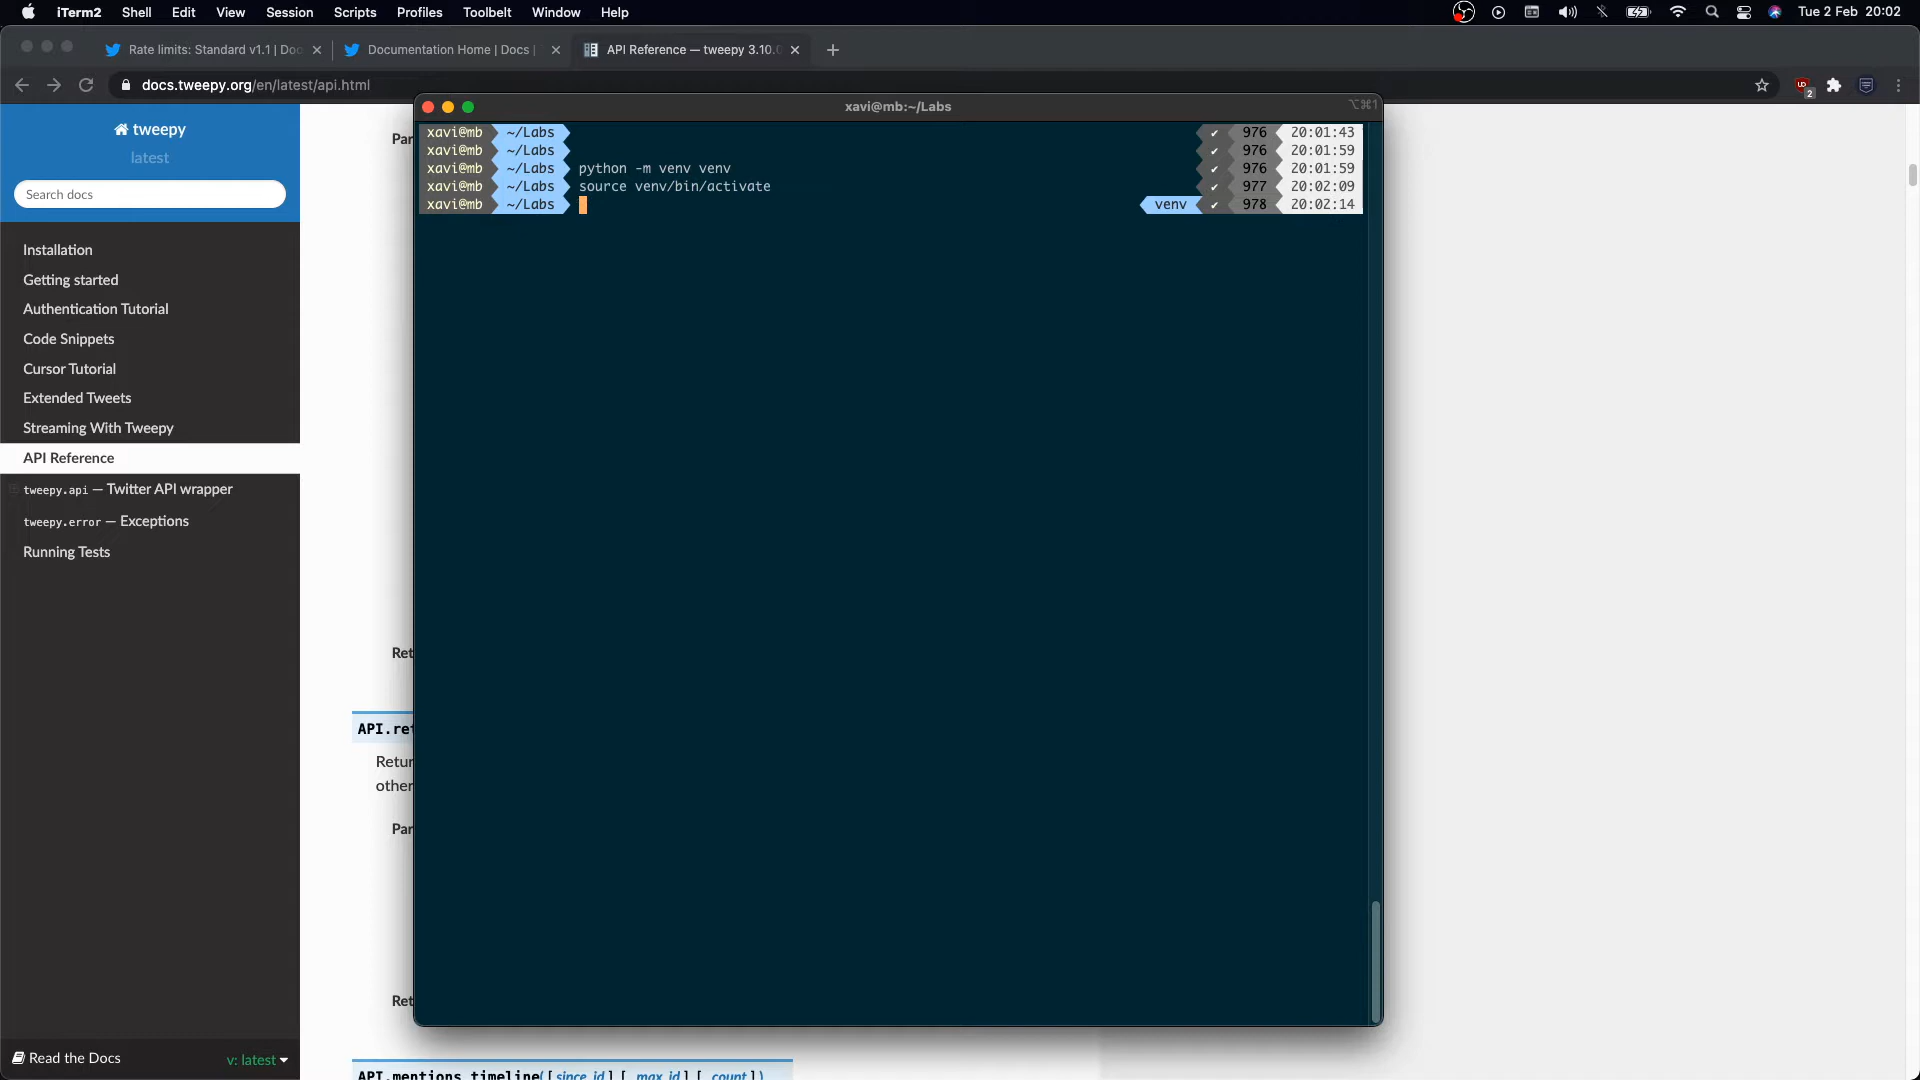 iTerm2 Shell Edit View Session Scripts Profiles Toolbelt Window Help Tue 2 Feb 20:02
Rate limits: Standard v1.1 | Doc
Documentation Home | Docs |
API Reference — tweepy 3.10.0
docs.tweepy.org/en/latest/api.html
2
tweepy
latest
Search docs
Installation
Getting started
Authentication Tutorial
Code Snippets
Cursor Tutorial
Extended Tweets
Streaming With Tweepy
API Reference
tweepy.api — Twitter API wrapper
tweepy.error — Exceptions
Running Tests
Read the Docs v: latest
Par
Ret
API.ret
Retur
other
Par
Ret
API.mentions_timeline([since_id][, max_id][, count])
xavi@mb:~/Labs ⌥⌘1
xavi@mb ~/Labs ✔ 976 20:01:43
xavi@mb ~/Labs ✔ 976 20:01:59
xavi@mb ~/Labs python -m venv venv ✔ 976 20:01:59
xavi@mb ~/Labs source venv/bin/activate ✔ 977 20:02:09
xavi@mb ~/Labs venv ✔ 978 20:02:14